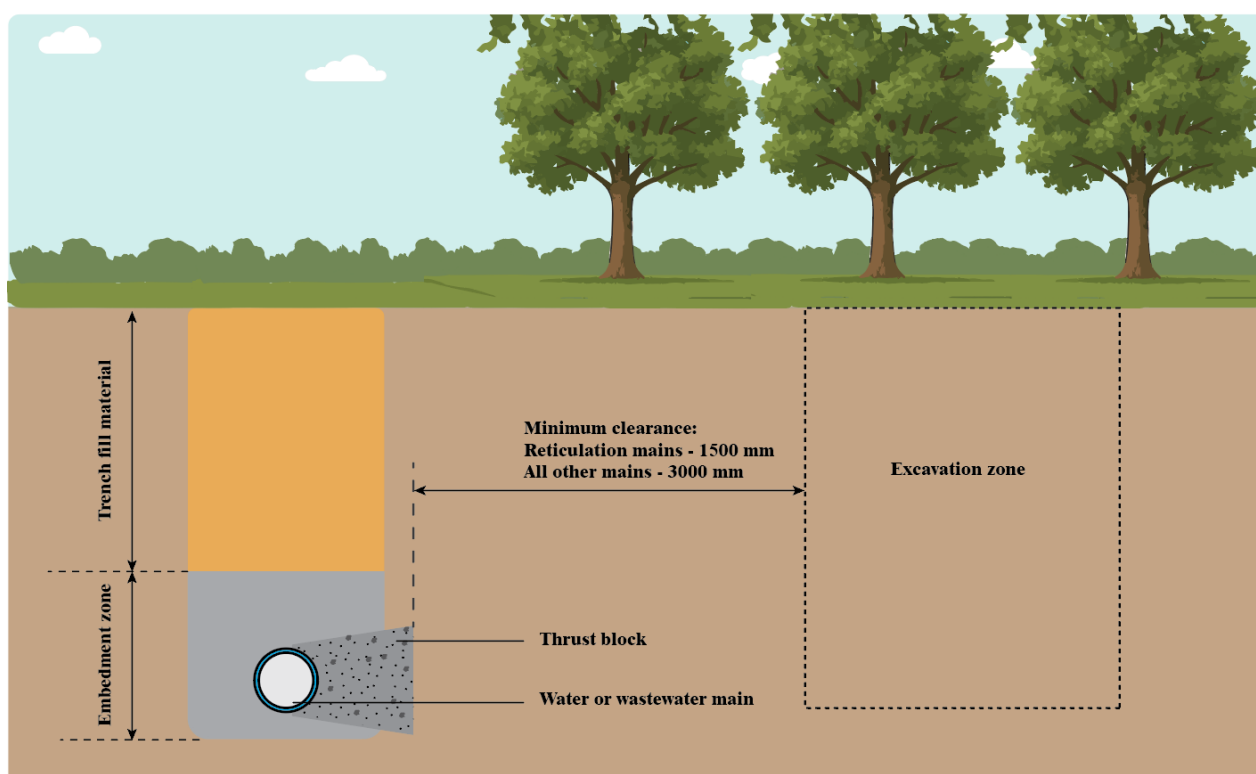 Trench fill material
Embedment zone
Minimum clearance:
Reticulation mains - 1500 mm
All other mains - 3000 mm
Excavation zone
Thrust block
Water or wastewater main